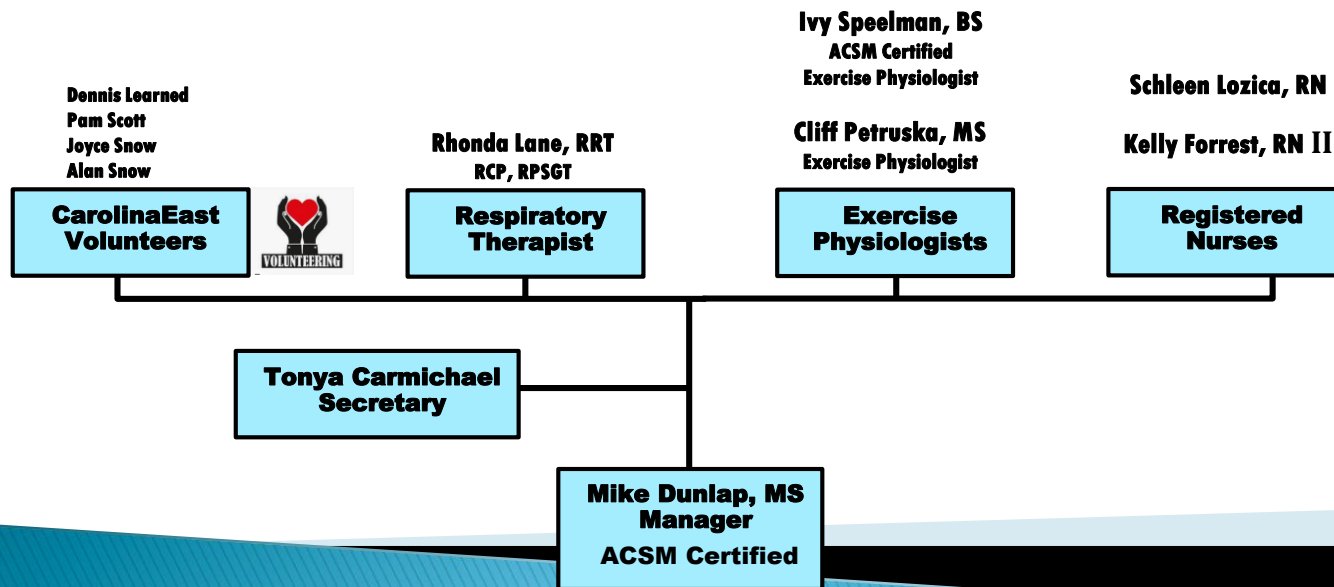 Dennis Learned
Pam Scott
Joyce Snow
Alan Snow
CarolinaEast
Volunteers
VOLUNTEERING
Rhonda Lane, RRT
RCP, RPSGT
Respiratory
Therapist
Ivy Speelman, BS
ACSM Certified
Exercise Physiologist
Cliff Petruska, MS
Exercise Physiologist
Exercise
Physiologists
Schleen Lozica, RN
Kelly Forrest, RN II
Registered
Nurses
Tonya Carmichael
Secretary
Mike Dunlap, MS
Manager
ACSM Certified